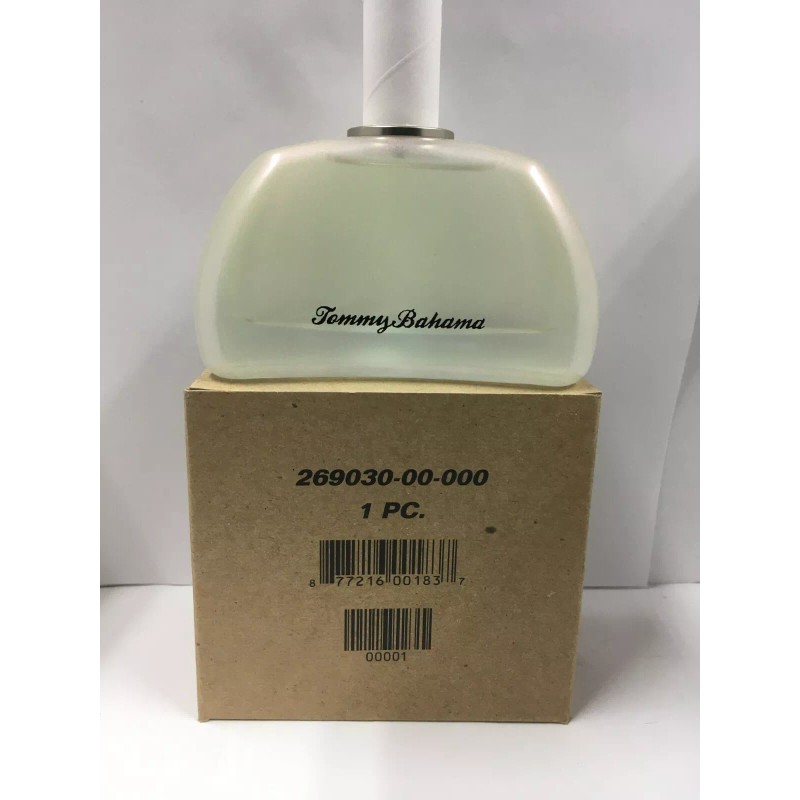 Tommy Bahama
269030-00-000
1 PC.
8 77216 00183 7
00001